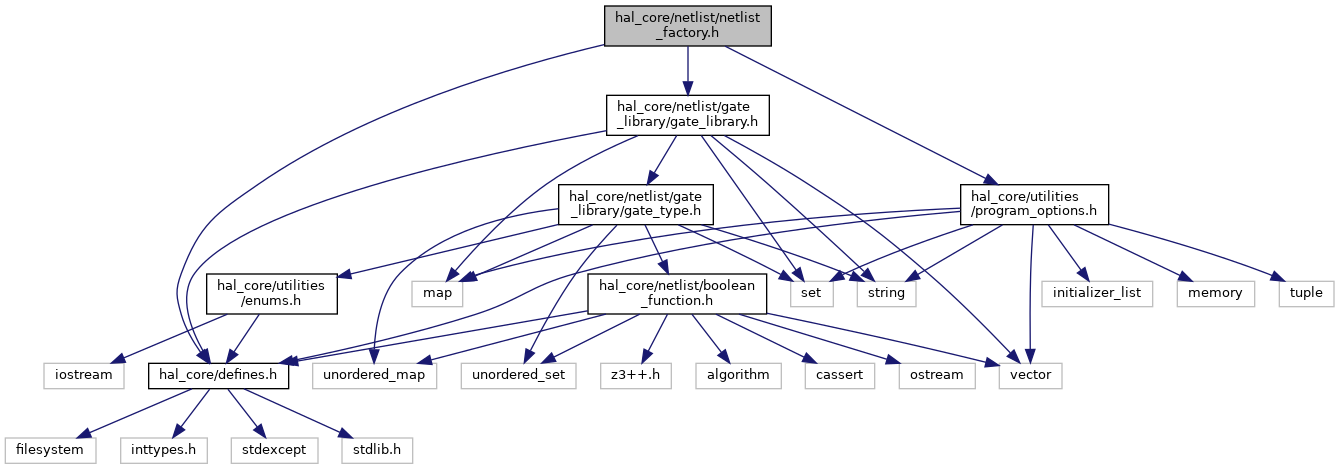 hal_core/netlist/netlist
_factory.h
hal_core/netlist/gate
_library/gate_library.h
hal_core/netlist/gate
_library/gate_type.h
hal_core/utilities
/program_options.h
hal_core/utilities
/enums.h
map
hal_core/netlist/boolean
_function.h
set
string
initializer_list
memory
tuple
iostream
hal_core/defines.h
unordered_map
unordered_set
z3++.h
algorithm
cassert
ostream
vector
filesystem
inttypes.h
stdexcept
stdlib.h